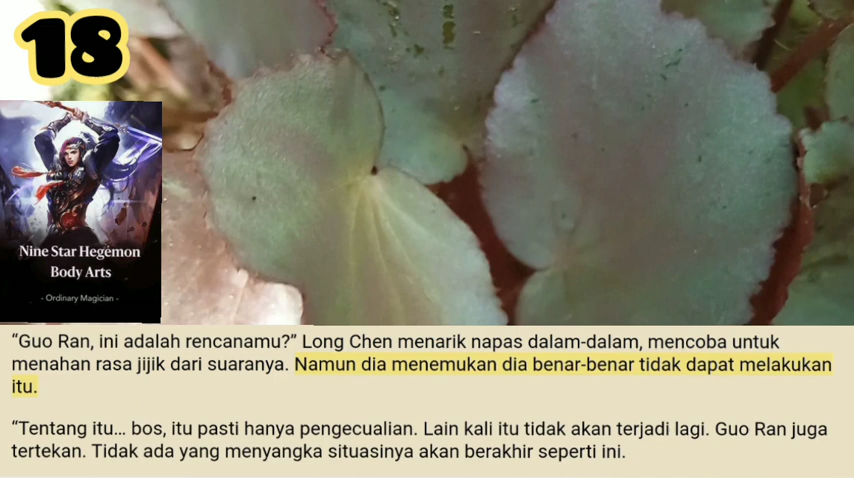 18
Nine Star Hegemon
Body Arts
- Ordinary Magician -
“Guo Ran, ini adalah rencanamu?” Long Chen menarik napas dalam-dalam, mencoba untuk
menahan rasa jijik dari suaranya. Namun dia menemukan dia benar-benar tidak dapat melakukan
itu.
“Tentang itu... bos, itu pasti hanya pengecualian. Lain kali itu tidak akan terjadi lagi. Guo Ran juga
tertekan. Tidak ada yang menyangka situasinya akan berakhir seperti ini.